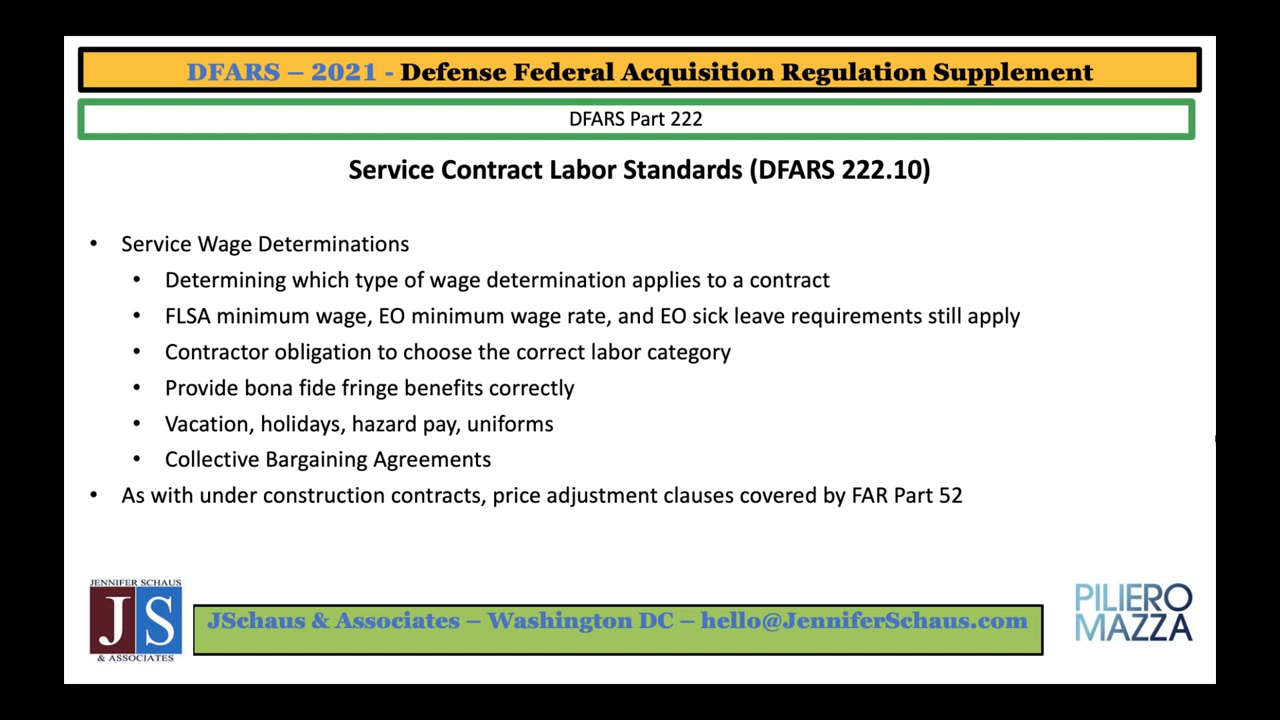 DFARS – 2021 - Defense Federal Acquisition Regulation Supplement
DFARS Part 222
Service Contract Labor Standards (DFARS 222.10)
• Service Wage Determinations
• Determining which type of wage determination applies to a contract
• FLSA minimum wage, EO minimum wage rate, and EO sick leave requirements still apply
• Contractor obligation to choose the correct labor category
• Provide bona fide fringe benefits correctly
• Vacation, holidays, hazard pay, uniforms
• Collective Bargaining Agreements
• As with under construction contracts, price adjustment clauses covered by FAR Part 52
JENNIFER SCHAUS
JS
& ASSOCIATES
JSchaus & Associates – Washington DC – hello@JenniferSchaus.com
PILIERO
MAZZA